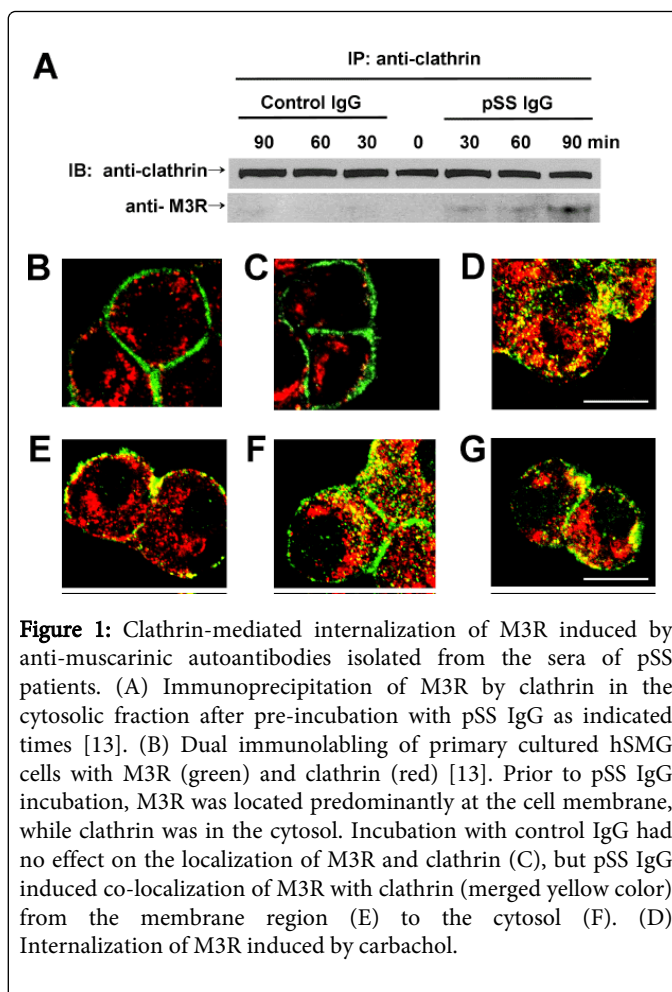 A
IP: anti-clathrin
Control IgG pSS IgG
90 60 30 0 30 60 90 min
IB: anti-clathrin→
anti- M3R→
B C D
E F G
Figure 1: Clathrin-mediated internalization of M3R induced by
anti-muscarinic autoantibodies isolated from the sera of pSS
patients. (A) Immunoprecipitation of M3R by clathrin in the
cytosolic fraction after pre-incubation with pSS IgG as indicated
times [13]. (B) Dual immunolabling of primary cultured hSMG
cells with M3R (green) and clathrin (red) [13]. Prior to pSS IgG
incubation, M3R was located predominantly at the cell membrane,
while clathrin was in the cytosol. Incubation with control IgG had
no effect on the localization of M3R and clathrin (C), but pSS IgG
induced co-localization of M3R with clathrin (merged yellow color)
from the membrane region (E) to the cytosol (F). (D)
Internalization of M3R induced by carbachol.